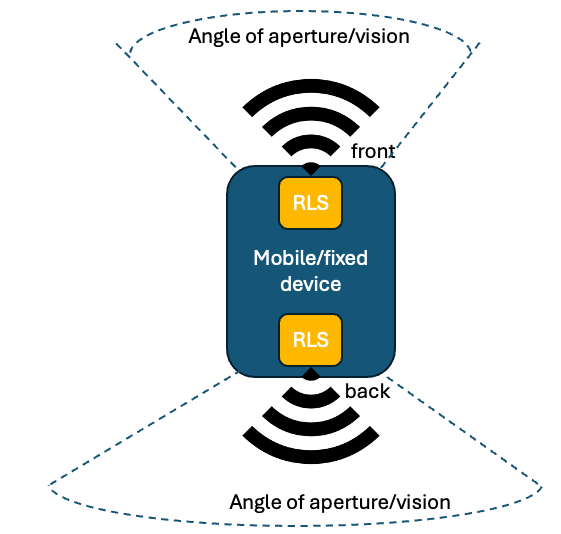 Angle of aperture/vision
front
RLS
Mobile/fixed
device
RLS
back
Angle of aperture/vision